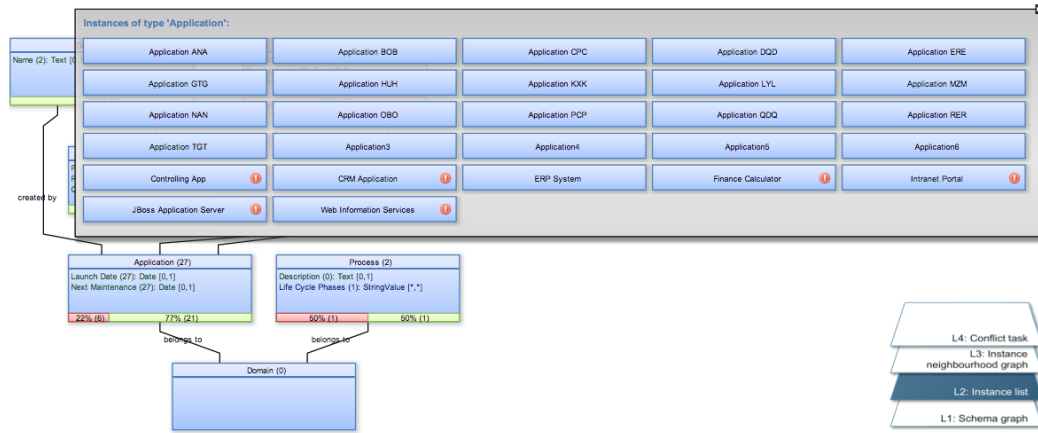 Instances of type 'Application':
Application ANA
Application BOB
Application CPC
Application DQD
Application ERE
Application GTG
Application HUH
Application KXK
Application LYL
Application MZM
Application NAN
Application OBO
Application PCP
Application QDQ
Application RER
Application TGT
Application3
Application4
Application5
Application6
Controlling App
CRM Application
ERP System
Finance Calculator
Intranet Portal
JBoss Application Server
Web Information Services
Name (2): Text [0
created by
Application (27)
Launch Date (27): Date [0,1]
Next Maintenance (27): Date [0,1]
22% (6)
77% (21)
Process (2)
Description (0): Text [0,1]
Life Cycle Phases (1): StringValue [*,*]
50% (1)
50% (1)
belongs to
belongs to
Domain (0)
L4: Conflict task
L3: Instance
neighbourhood graph
L2: Instance list
L1: Schema graph